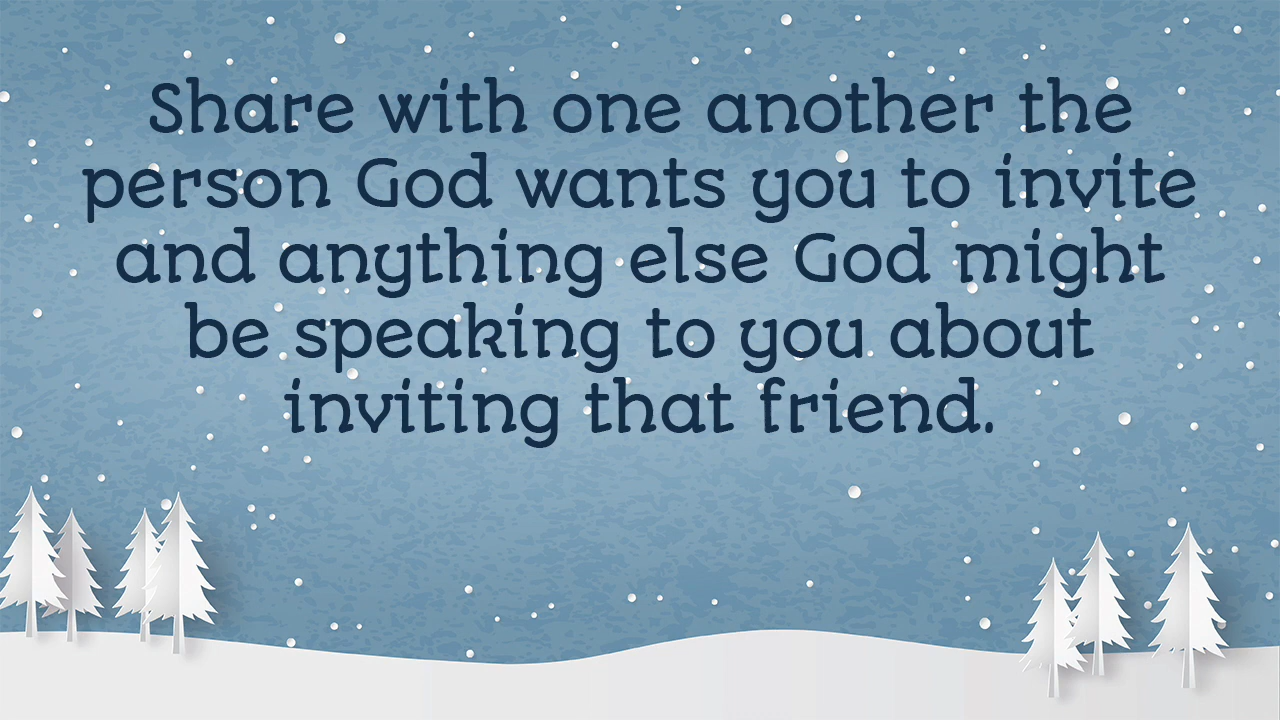 Share with one another the
person God wants you to invite
and anything else God might
be speaking to you about
inviting that friend.